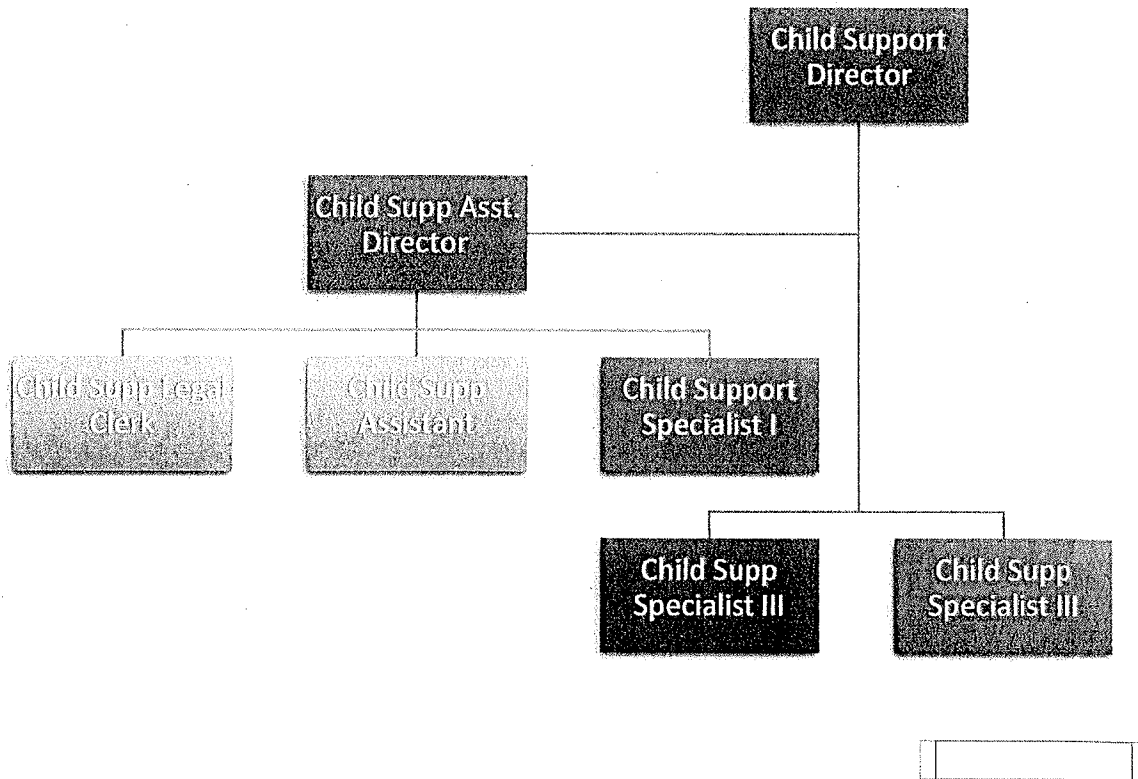 Child Support
Director
Child Supp Asst.
Director
Child Supp Legal
Clerk
Child Supp
Assistant
Child Support
Specialist I
Child Supp
Specialist III
Child Supp
Specialist III